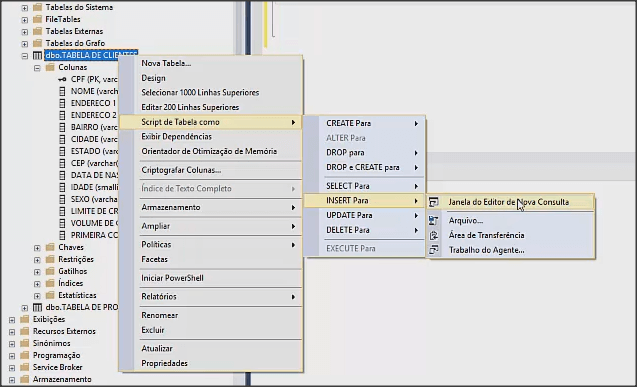 Tabelas do Sistema
FileTables
Tabelas Externas
Tabelas do Grafo
dbo.TABELA DE CLIENTES
Colunas
CPF (PK, varc
NOME (varch
ENDERECO 1
ENDERECO 2
BAIRRO (varc
CIDADE (varc
ESTADO (varc
CEP (varchar(
DATA DE NAS
IDADE (smalli
SEXO (varchar
LIMITE DE CR
VOLUME DE C
PRIMEIRA CO
Chaves
Restrições
Gatilhos
Índices
Estatísticas
dbo.TABELA DE PRO
Exibições
Recursos Externos
Sinônimos
Programação
Service Broker
Armazenamento
Nova Tabela...
Design
Selecionar 1000 Linhas Superiores
Editar 200 Linhas Superiores
Script de Tabela como
Exibir Dependências
Orientador de Otimização de Memória
Criptografar Colunas...
Índice de Texto Completo
Armazenamento
Ampliar
Políticas
Facetas
Iniciar PowerShell
Relatórios
Renomear
Excluir
Atualizar
Propriedades
CREATE Para
ALTER Para
DROP para
DROP e CREATE para
SELECT Para
INSERT Para
UPDATE Para
DELETE Para
EXECUTE Para
Janela do Editor de Nova Consulta
Arquivo...
Área de Transferência
Trabalho do Agente...